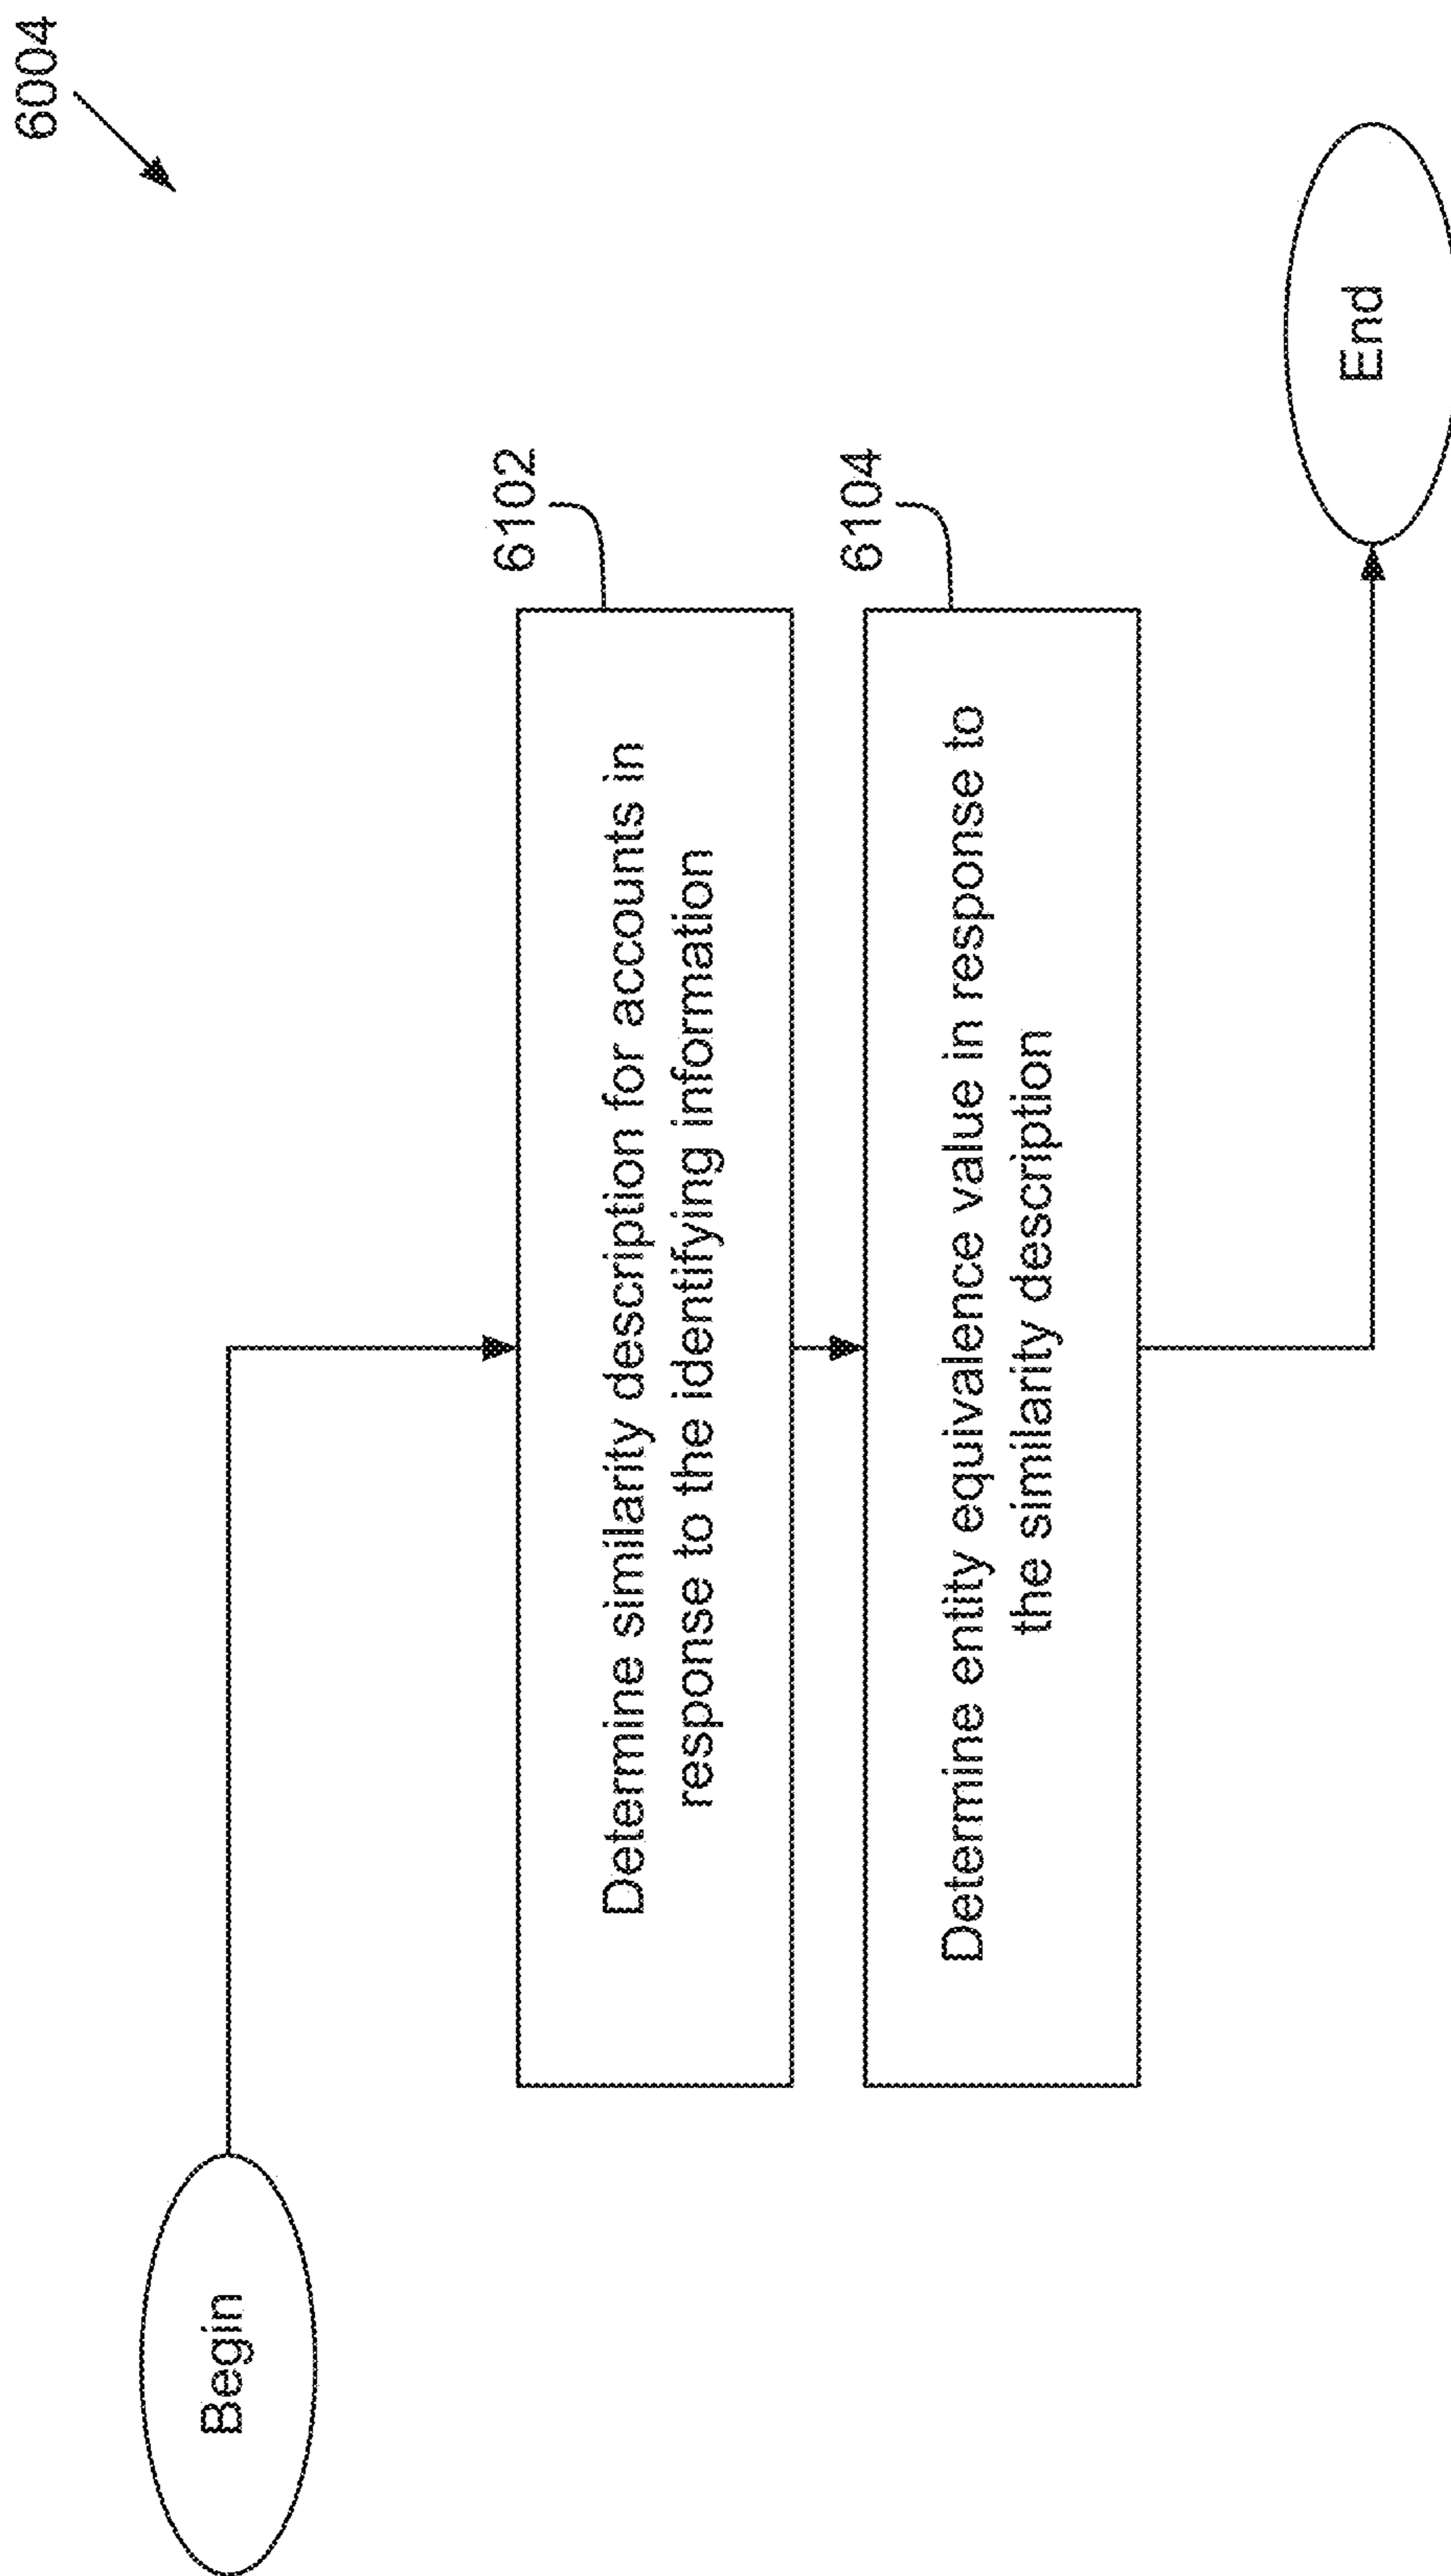 6004
Begin
6102
Determine similarity description for accounts in
response to the identifying information
6104
Determine entity equivalence value in response to
the similarity description
End